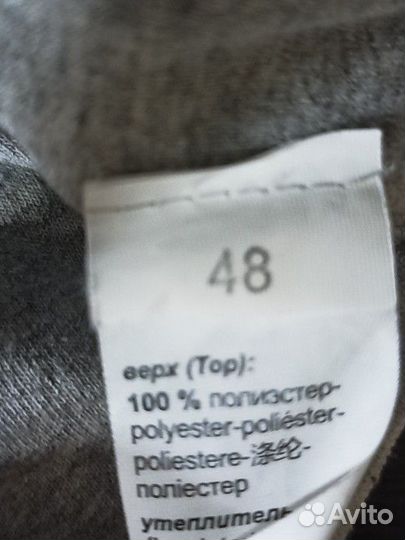 48
верх (Top):
100 % полиэстер-
polyester-poliéster-
poliestere-涤纶-
поліестер
утеплитель
Avito